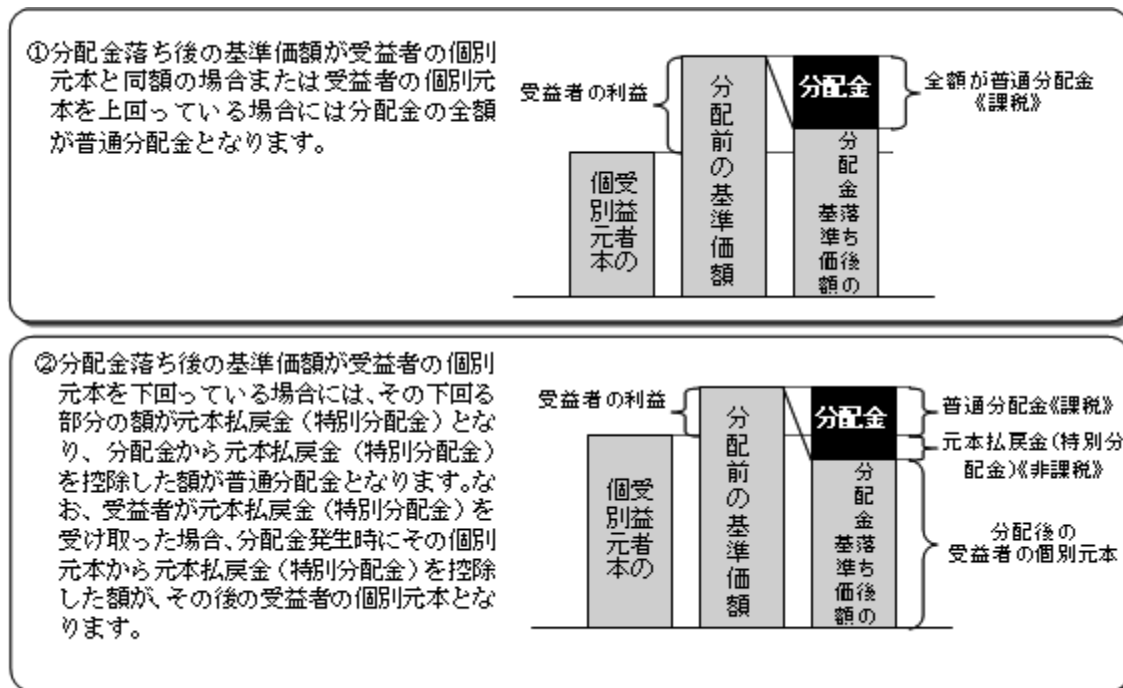 ①分配金落ち後の基準価額が受益者の個別
元本と同額の場合または受益者の個別元
本を上回っている場合には分配金の全額
が普通分配金となります。
受益者の利益
受益者の
個別元本
分配前の基準価額
分配金
分配金落ち後の
基準価額
全額が普通分配金
《課税》
②分配金落ち後の基準価額が受益者の個別
元本を下回っている場合には、その下回る
部分の額が元本払戻金（特別分配金）とな
り、分配金から元本払戻金（特別分配金）
を控除した額が普通分配金となります。な
お、受益者が元本払戻金（特別分配金）を
受け取った場合、分配金発生時にその個別
元本から元本払戻金（特別分配金）を控除
した額が、その後の受益者の個別元本とな
ります。
受益者の利益
受益者の
個別元本
分配前の基準価額
分配金
分配金落ち後の
基準価額
普通分配金《課税》
元本払戻金(特別分
配金)《非課税》
分配後の
受益者の個別元本